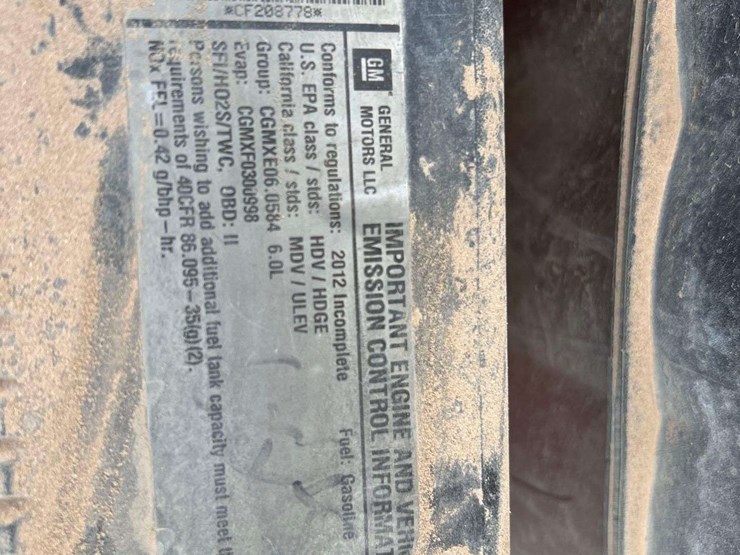 *CF208778*
GM GENERAL MOTORS LLC
IMPORTANT ENGINE AND
EMISSION CONTROL
Conforms to regulations: 2012 Incomplete Fuel: Gasoline
U.S. EPA class / stds: HDV / HDGE
California class / stds: MDV / ULEV
Group: CGMXE06.0584 6.0L
Evap: CGMXF0300998
SFI/HO2S/TWC, OBD: II
Persons wishing to add additional fuel tank capacity must meet
requirements of 40CFR 86.095-35(g)(2).
NOx FEL=0.42 g/bhp-hr.